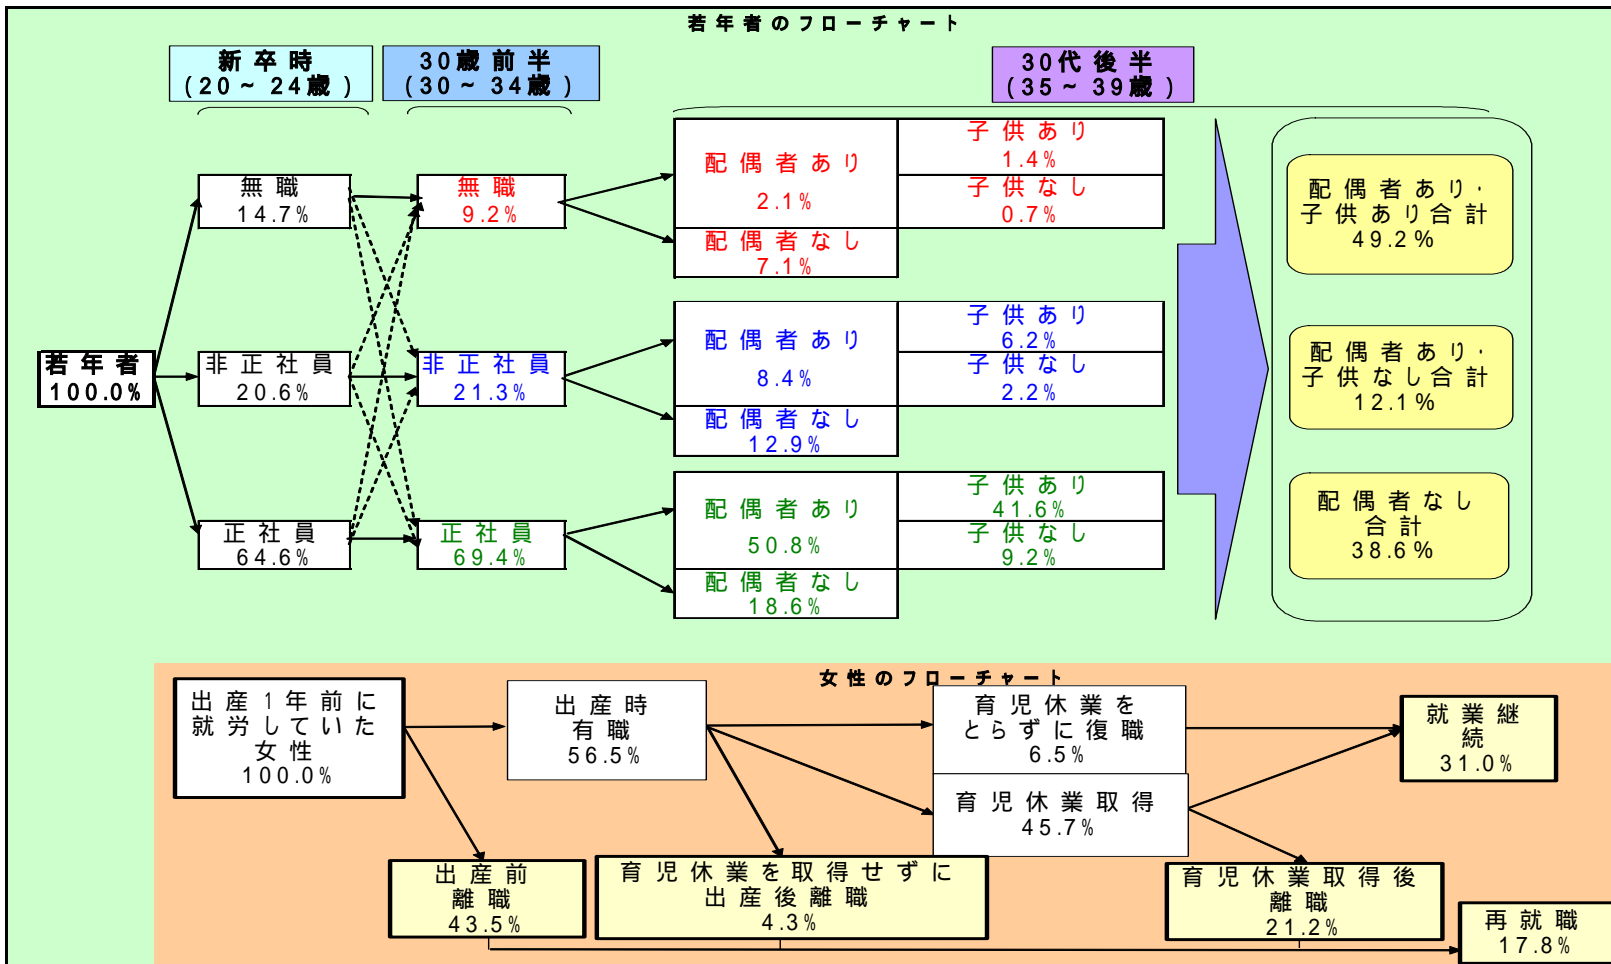 若年者のフローチャート
新卒時
(20～24歳)
30歳前半
(30～34歳)
30代後半
(35～39歳)
若年者
100.0%
無職
14.7%
非正社員
20.6%
正社員
64.6%
無職
9.2%
非正社員
21.3%
正社員
69.4%
配偶者あり
2.1%
子供あり
1.4%
子供なし
0.7%
配偶者なし
7.1%
配偶者あり
8.4%
子供あり
6.2%
子供なし
2.2%
配偶者なし
12.9%
配偶者あり
50.8%
子供あり
41.6%
子供なし
9.2%
配偶者なし
18.6%
配偶者あり・
子供あり合計
49.2%
配偶者あり・
子供なし合計
12.1%
配偶者なし
合計
38.6%
女性のフローチャート
出産1年前に
就労していた
女性
100.0%
出産時
有職
56.5%
育児休業を
とらずに復職
6.5%
育児休業取得
45.7%
就業継
続
31.0%
出産前
離職
43.5%
育児休業を取得せずに
出産後離職
4.3%
育児休業取得後
離職
21.2%
再就職
17.8%